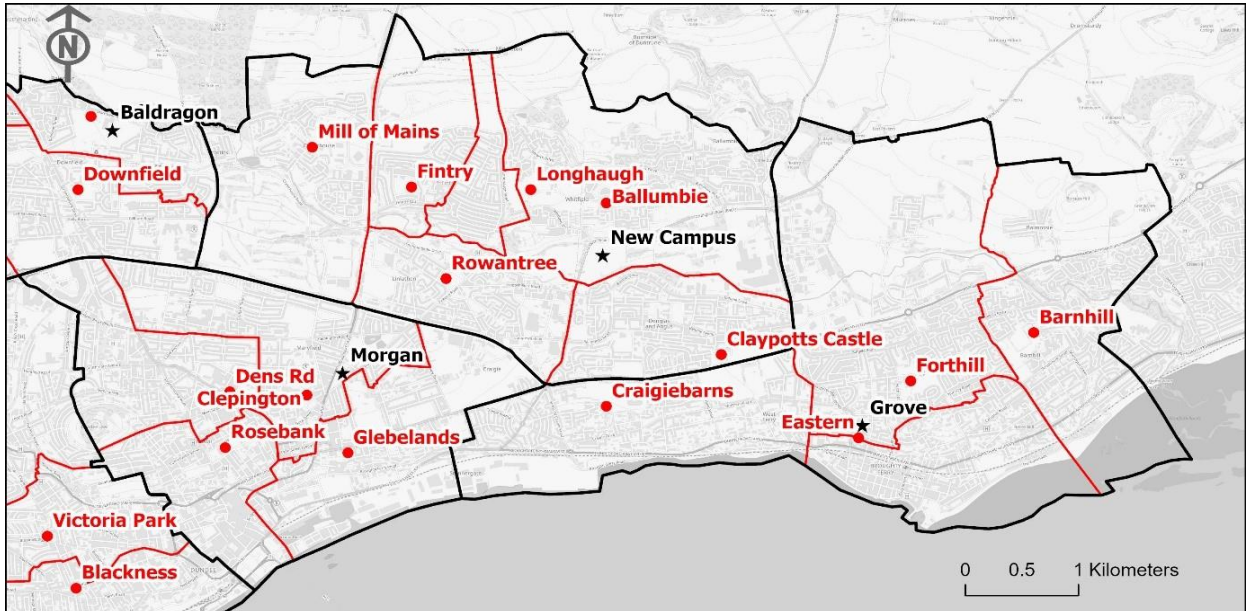 N
Baldragon
Mill of Mains
Downfield
Fintry
Longhaugh
Ballumbie
New Campus
Rowantree
Barnhill
Claypotts Castle
Morgan
Forthill
Dens Rd
Clepington
Craigiebarns
Grove
Eastern
Rosebank
Glebelands
Victoria Park
Blackness
DUNDEE
0 0.5 1 Kilometers